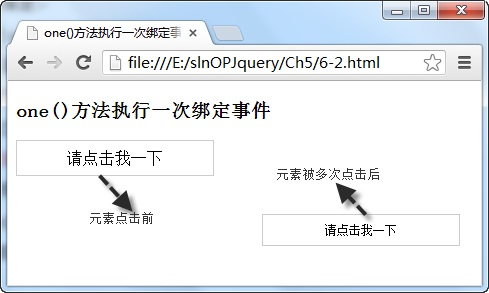 one()方法执行一次绑定事
file:///E:/slnOPJquery/Ch5/6-2.html
one()方法执行一次绑定事件
请点击我一下
元素被多次点击后
元素点击前
请点击我一下